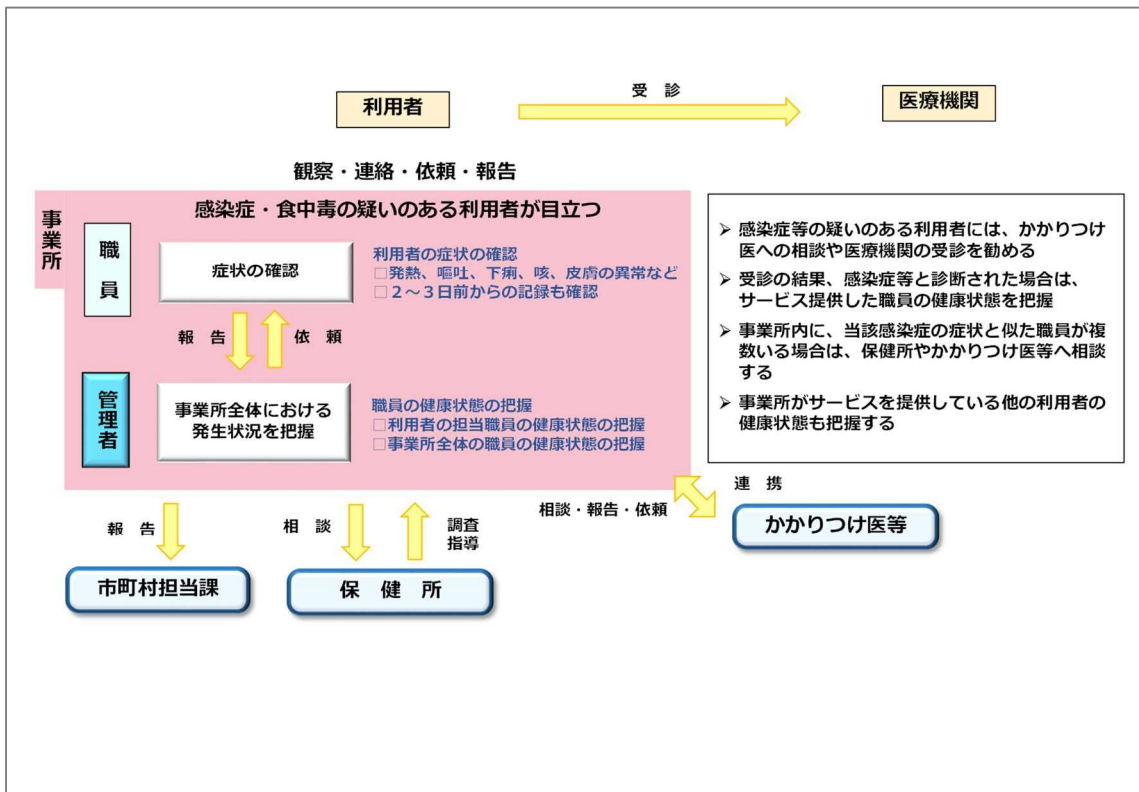 受　診
利用者
医療機関
観察・連絡・依頼・報告
事業所
感染症・食中毒の疑いのある利用者が目立つ
職員
症状の確認
利用者の症状の確認
□発熱、嘔吐、下痢、咳、皮膚の異常など
□２～３日前からの記録も確認
報　告
依　頼
管理者
事業所全体における
発生状況を把握
職員の健康状態の把握
□利用者の担当職員の健康状態の把握
□事業所全体の職員の健康状態の把握
➢ 感染症等の疑いのある利用者には、かかりつけ
医への相談や医療機関の受診を勧める
➢ 受診の結果、感染症等と診断された場合は、
サービス提供した職員の健康状態を把握
➢ 事業所内に、当該感染症の症状と似た職員が複
数いる場合は、保健所やかかりつけ医等へ相談
する
➢ 事業所がサービスを提供している他の利用者の
健康状態も把握する
報　告
相　談
調査
指導
相談・報告・依頼
連　携
かかりつけ医等
市町村担当課
保　健　所